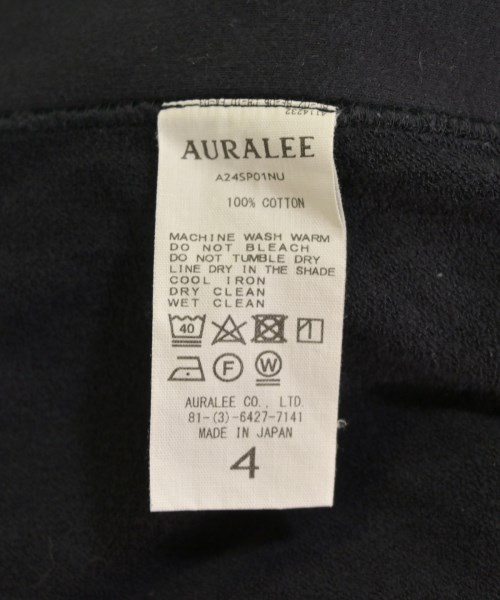 AURALEE
A24SP01NU
100% COTTON
MACHINE WASH WARM
DO NOT BLEACH
DO NOT TUMBLE DRY
LINE DRY IN THE SHADE
COOL IRON
DRY CLEAN
WET CLEAN
40
F W
AURALEE CO., LTD.
81-(3)-6427-7141
MADE IN JAPAN
4